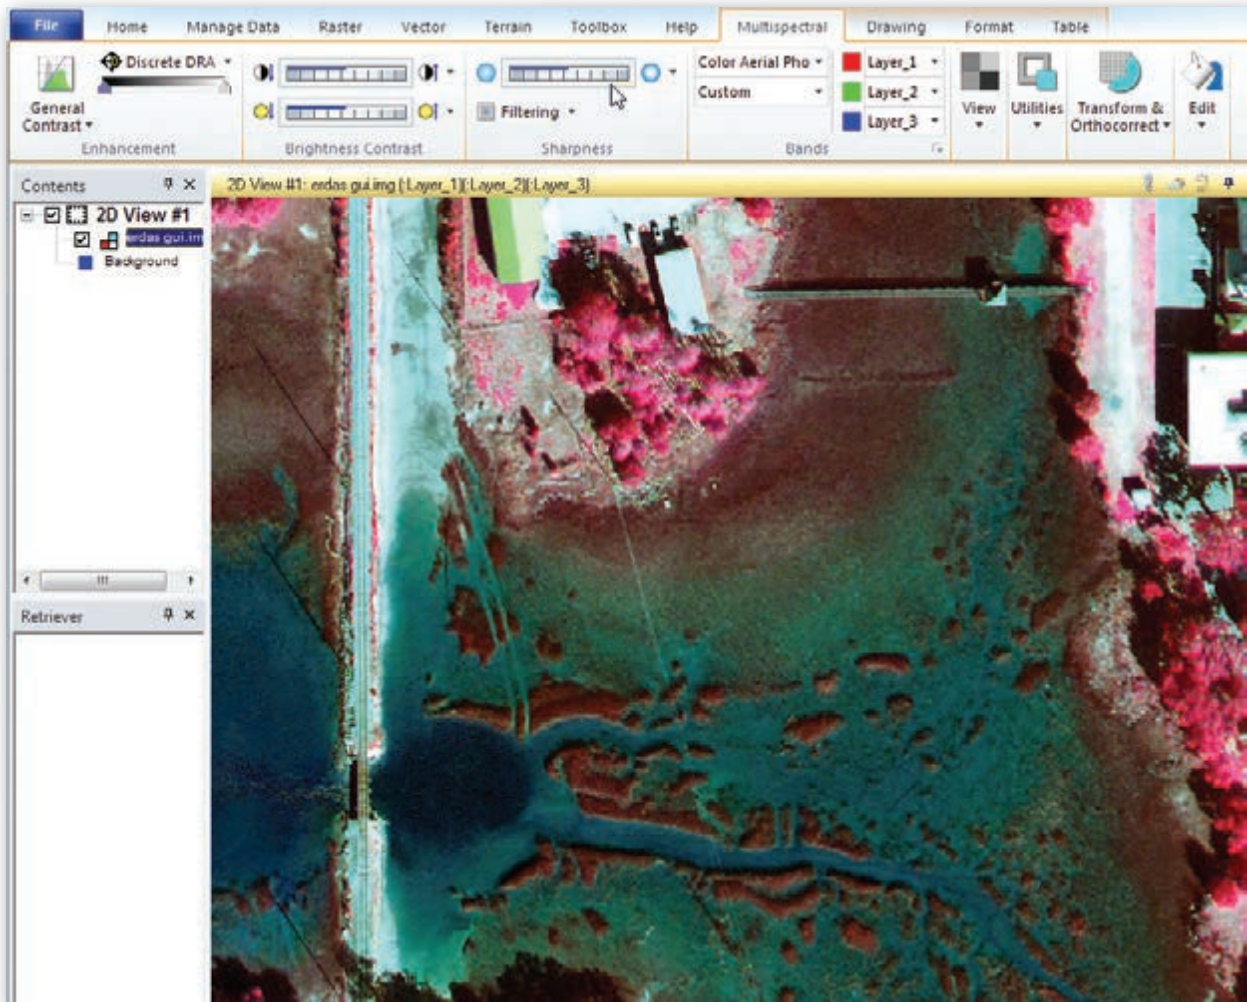 File Home Manage Data Raster Vector Terrain Toolbox Help Multispectral Drawing Format Table
Discrete DRA
General
Contrast
Enhancement
Brightness Contrast
Filtering
Sharpness
Color Aerial Pho
Custom
Layer_1
Layer_2
Layer_3
Bands
View
Utilities
Transform &
Orthocorrect
Edit
Contents
2D View #1: erdas gui.img (:Layer_1)(:Layer_2)(:Layer_3)
2D View #1
erdas gui.im
Background
Retriever